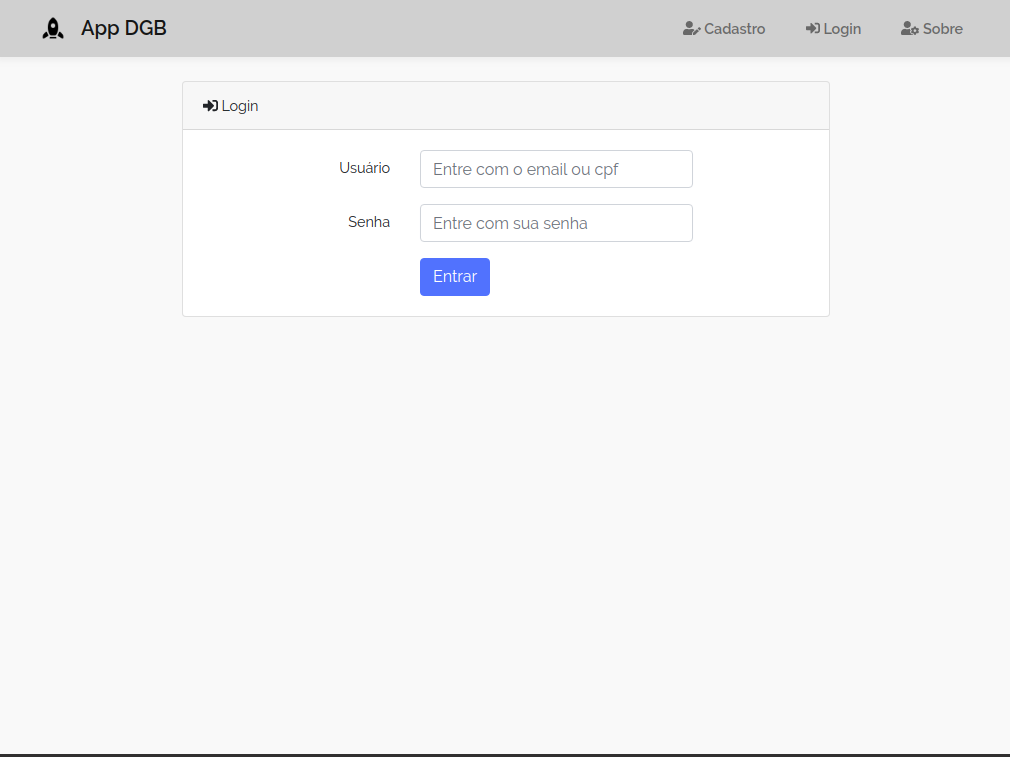 App DGB Cadastro Login Sobre
Login
Usuário Entre com o email ou cpf
Senha Entre com sua senha
Entrar